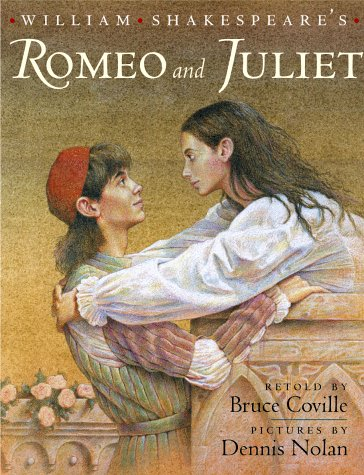 • WILLIAM • SHAKESPEARE'S •
ROMEO and JULIET
RETOLD BY
Bruce Coville
PICTURES BY
Dennis Nolan